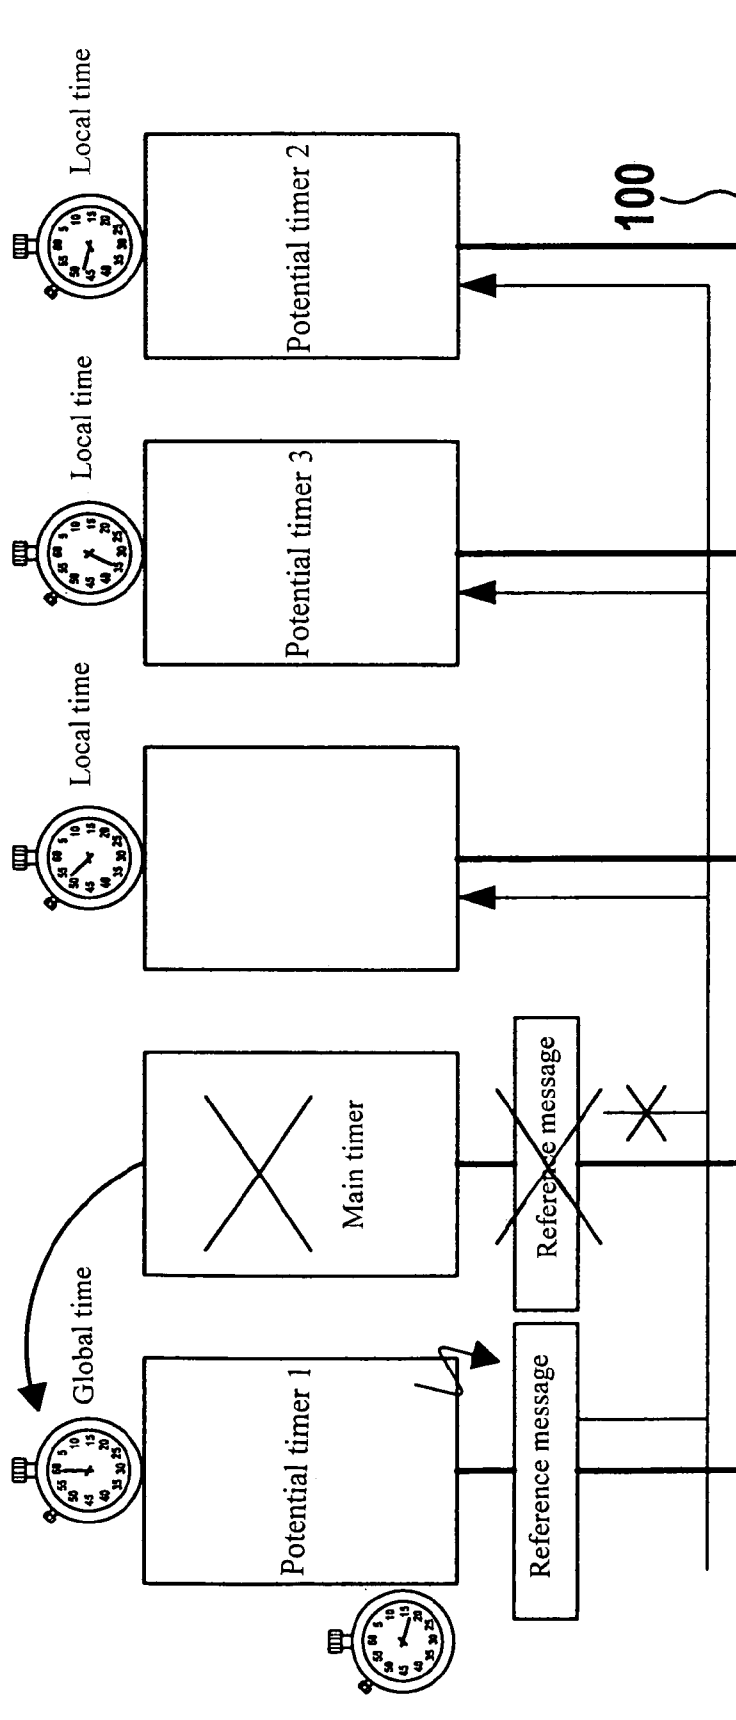 Global time
Local time
Local time
Local time
Potential timer 1
Main timer
Potential timer 3
Potential timer 2
Reference message
Reference message
100